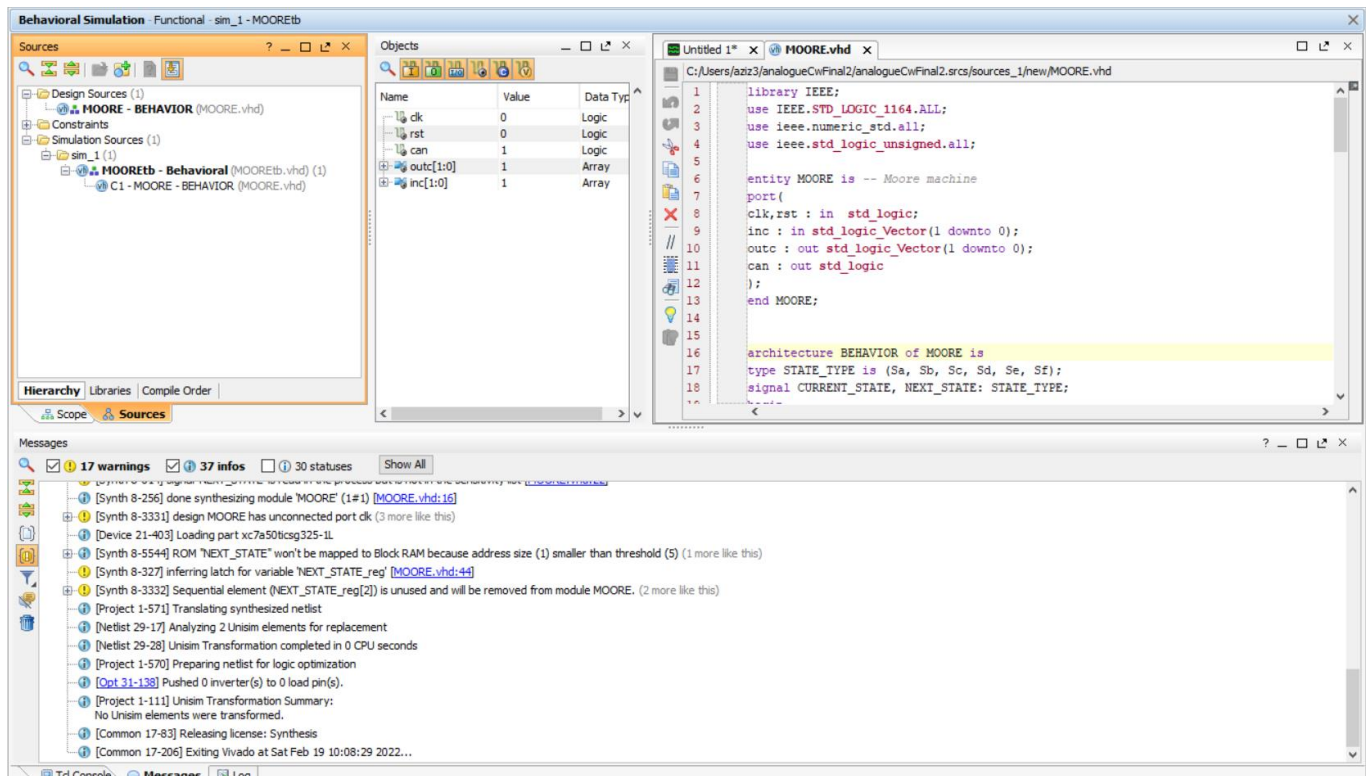 Behavioral Simulation - Functional - sim_1 - MOOREtb
Sources
Design Sources (1)
MOORE - BEHAVIOR (MOORE.vhd)
Constraints
Simulation Sources (1)
sim_1 (1)
MOOREtb - Behavioral (MOOREtb.vhd) (1)
C1 - MOORE - BEHAVIOR (MOORE.vhd)
Hierarchy Libraries Compile Order
Scope Sources
Objects
Name Value Data Typ
clk 0 Logic
rst 0 Logic
can 1 Logic
outc[1:0] 1 Array
inc[1:0] 1 Array
Untitled 1* MOORE.vhd
C:/Users/aziz3/analogueCwFinal2/analogueCwFinal2.srcs/sources_1/new/MOORE.vhd
1 library IEEE;
2 use IEEE.STD_LOGIC_1164.ALL;
3 use ieee.numeric_std.all;
4 use ieee.std_logic_unsigned.all;
5
6 entity MOORE is -- Moore machine
7 port(
8 clk,rst : in std_logic;
9 inc : in std_logic_Vector(1 downto 0);
10 outc : out std_logic_Vector(1 downto 0);
11 can : out std_logic
12 );
13 end MOORE;
14
15
16 architecture BEHAVIOR of MOORE is
17 type STATE_TYPE is (Sa, Sb, Sc, Sd, Se, Sf);
18 signal CURRENT_STATE, NEXT_STATE: STATE_TYPE;
Messages
17 warnings 37 infos 30 statuses Show All
[Synth 8-256] done synthesizing module 'MOORE' (1#1) [MOORE.vhd:16]
[Synth 8-3331] design MOORE has unconnected port clk (3 more like this)
[Device 21-403] Loading part xc7a50ticsg325-1L
[Synth 8-5544] ROM "NEXT_STATE" won't be mapped to Block RAM because address size (1) smaller than threshold (5) (1 more like this)
[Synth 8-327] inferring latch for variable 'NEXT_STATE_reg' [MOORE.vhd:44]
[Synth 8-3332] Sequential element (NEXT_STATE_reg[2]) is unused and will be removed from module MOORE. (2 more like this)
[Project 1-571] Translating synthesized netlist
[Netlist 29-17] Analyzing 2 Unisim elements for replacement
[Netlist 29-28] Unisim Transformation completed in 0 CPU seconds
[Project 1-570] Preparing netlist for logic optimization
[Opt 31-138] Pushed 0 inverter(s) to 0 load pin(s).
[Project 1-111] Unisim Transformation Summary:
No Unisim elements were transformed.
[Common 17-83] Releasing license: Synthesis
[Common 17-206] Exiting Vivado at Sat Feb 19 10:08:29 2022...
Tcl Console Messages Log